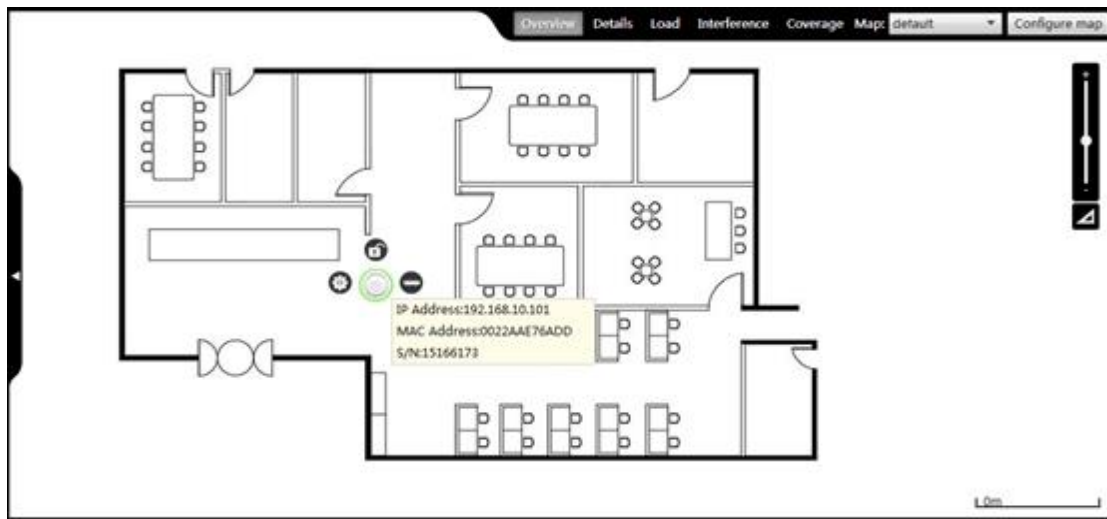 Overview Details Load Interference Coverage Map: default Configure map
+
-
IP Address:192.168.10.101
MAC Address:0022AAE76ADD
S/N:15166173
0m